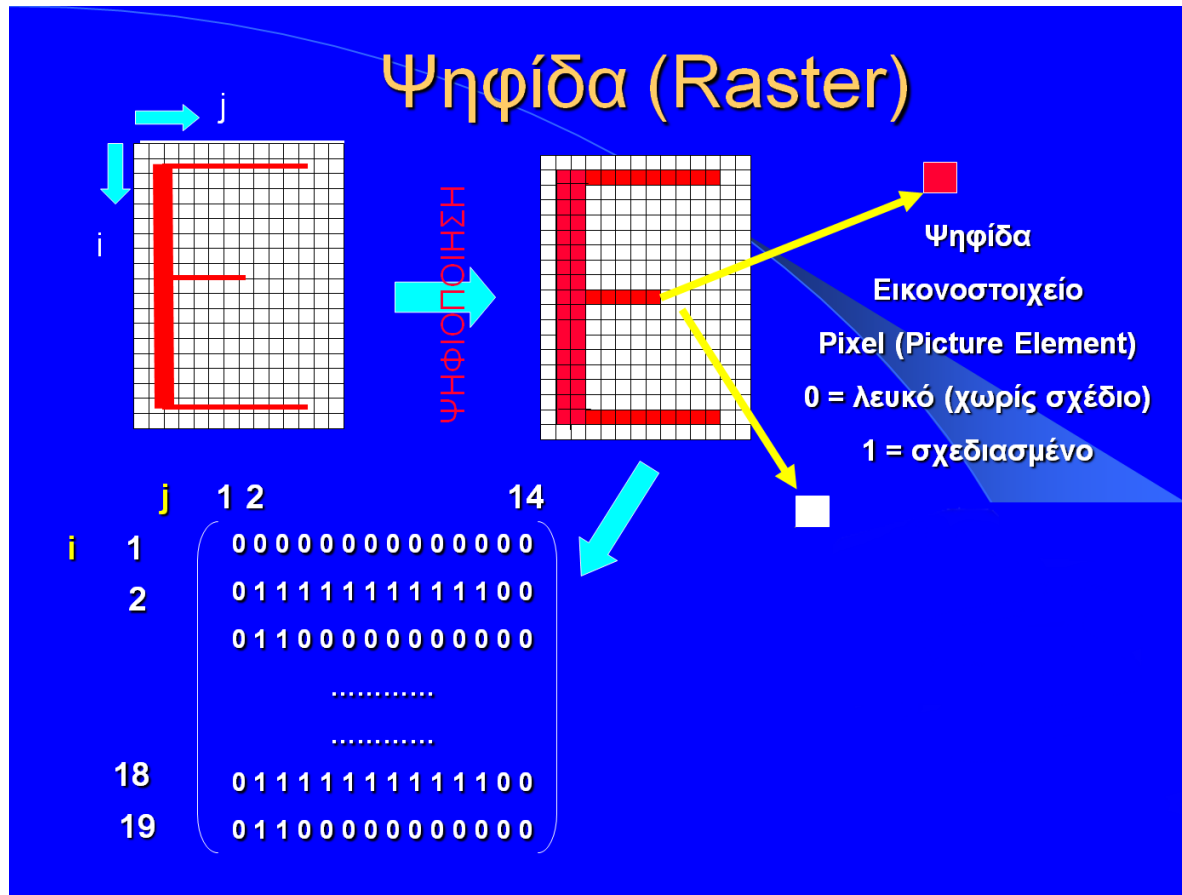 Ψηφίδα (Raster)
j
i
ΨΗΦΙΟΠΟΙΗΣΗ
Ψηφίδα
Εικονοστοιχείο
Pixel (Picture Element)
0 = λευκό (χωρίς σχέδιο)
1 = σχεδιασμένο
j 1 2 14
i 1 0 0 0 0 0 0 0 0 0 0 0 0 0 0
2 0 1 1 1 1 1 1 1 1 1 1 1 0 0
0 1 1 0 0 0 0 0 0 0 0 0 0 0
............
............
18 0 1 1 1 1 1 1 1 1 1 1 1 0 0
19 0 1 1 0 0 0 0 0 0 0 0 0 0 0